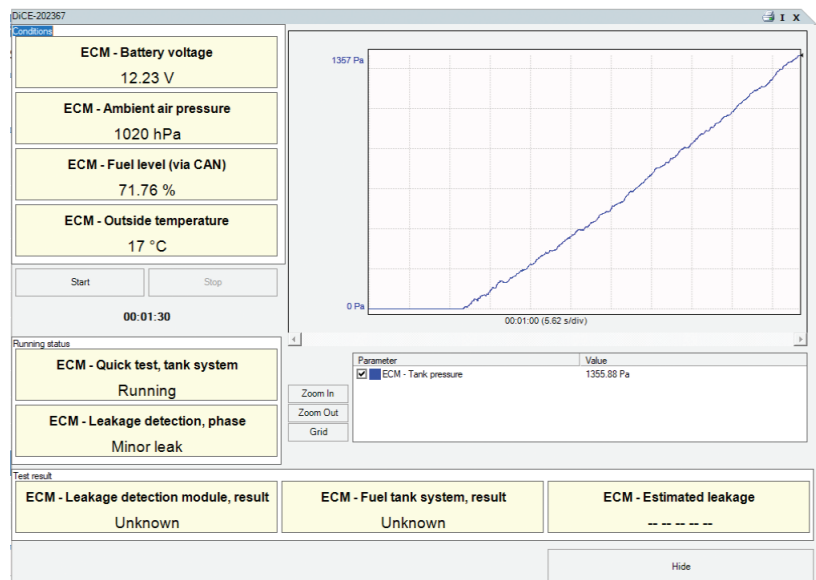 DiCE-202367
I X
Conditions
ECM - Battery voltage
12.23 V
ECM - Ambient air pressure
1020 hPa
ECM - Fuel level (via CAN)
71.76 %
ECM - Outside temperature
17 °C
Start
Stop
00:01:30
1357 Pa
0 Pa
00:01:00 (5.62 s/div)
Running status
ECM - Quick test, tank system
Running
ECM - Leakage detection, phase
Minor leak
Zoom In
Zoom Out
Grid
Parameter Value
ECM - Tank pressure 1355.88 Pa
Test result
ECM - Leakage detection module, result
Unknown
ECM - Fuel tank system, result
Unknown
ECM - Estimated leakage
-- -- -- -- --
Hide